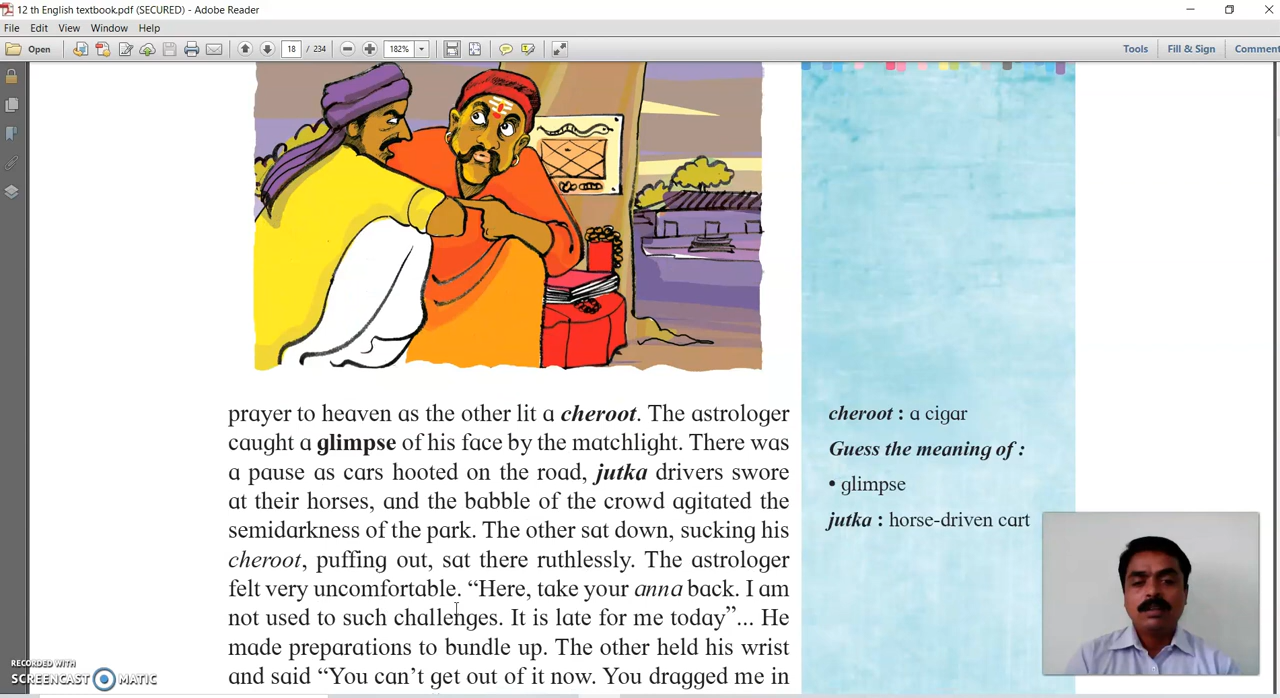 12 th English textbook.pdf (SECURED) - Adobe Reader
File Edit View Window Help
Open 18 / 234 182% Tools Fill & Sign Comment
prayer to heaven as the other lit a cheroot. The astrologer
caught a glimpse of his face by the matchlight. There was
a pause as cars hooted on the road, jutka drivers swore
at their horses, and the babble of the crowd agitated the
semidarkness of the park. The other sat down, sucking his
cheroot, puffing out, sat there ruthlessly. The astrologer
felt very uncomfortable. “Here, take your anna back. I am
not used to such challenges. It is late for me today”... He
made preparations to bundle up. The other held his wrist
and said “You can’t get out of it now. You dragged me in
cheroot : a cigar
Guess the meaning of :
• glimpse
jutka : horse-driven cart
RECORDED WITH
SCREENCAST MATIC